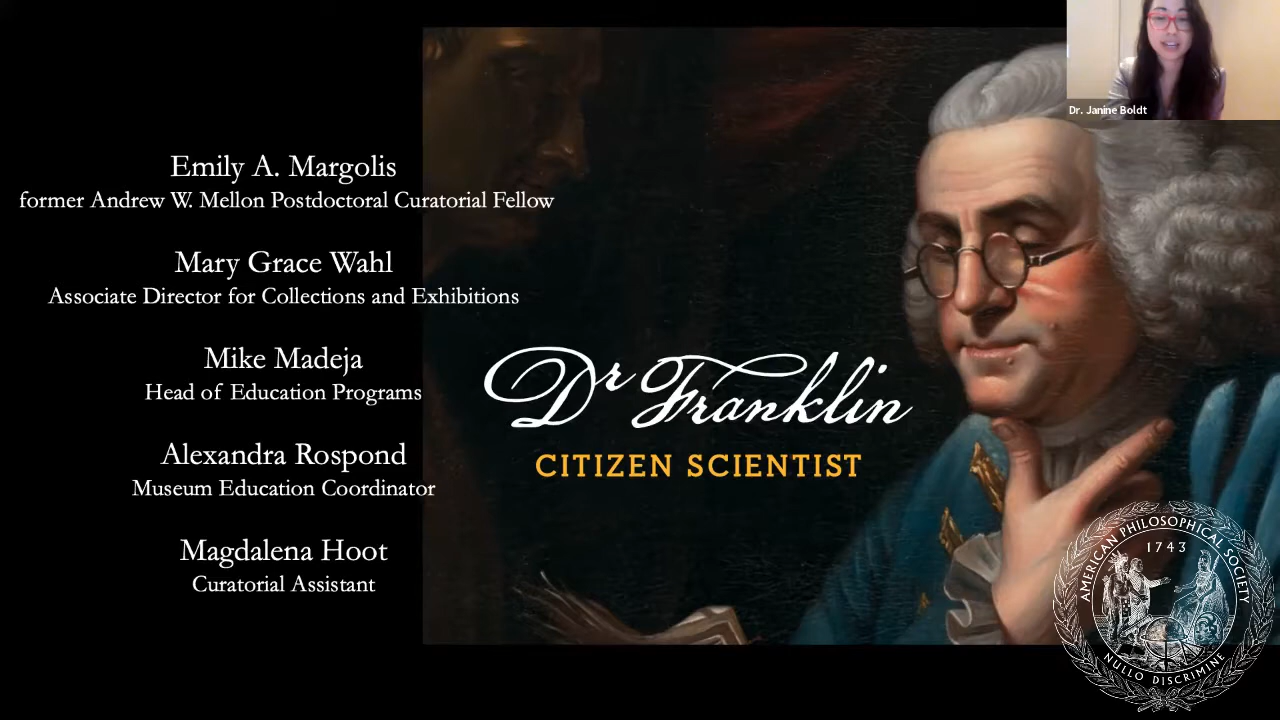 Emily A. Margolis
former Andrew W. Mellon Postdoctoral Curatorial Fellow
Mary Grace Wahl
Associate Director for Collections and Exhibitions
Mike Madeja
Head of Education Programs
Alexandra Rospond
Museum Education Coordinator
Magdalena Hoot
Curatorial Assistant
Dr Franklin
CITIZEN SCIENTIST
Dr. Janine Boldt
AMERICAN PHILOSOPHICAL SOCIETY
1743
NULLO DISCRIMINE